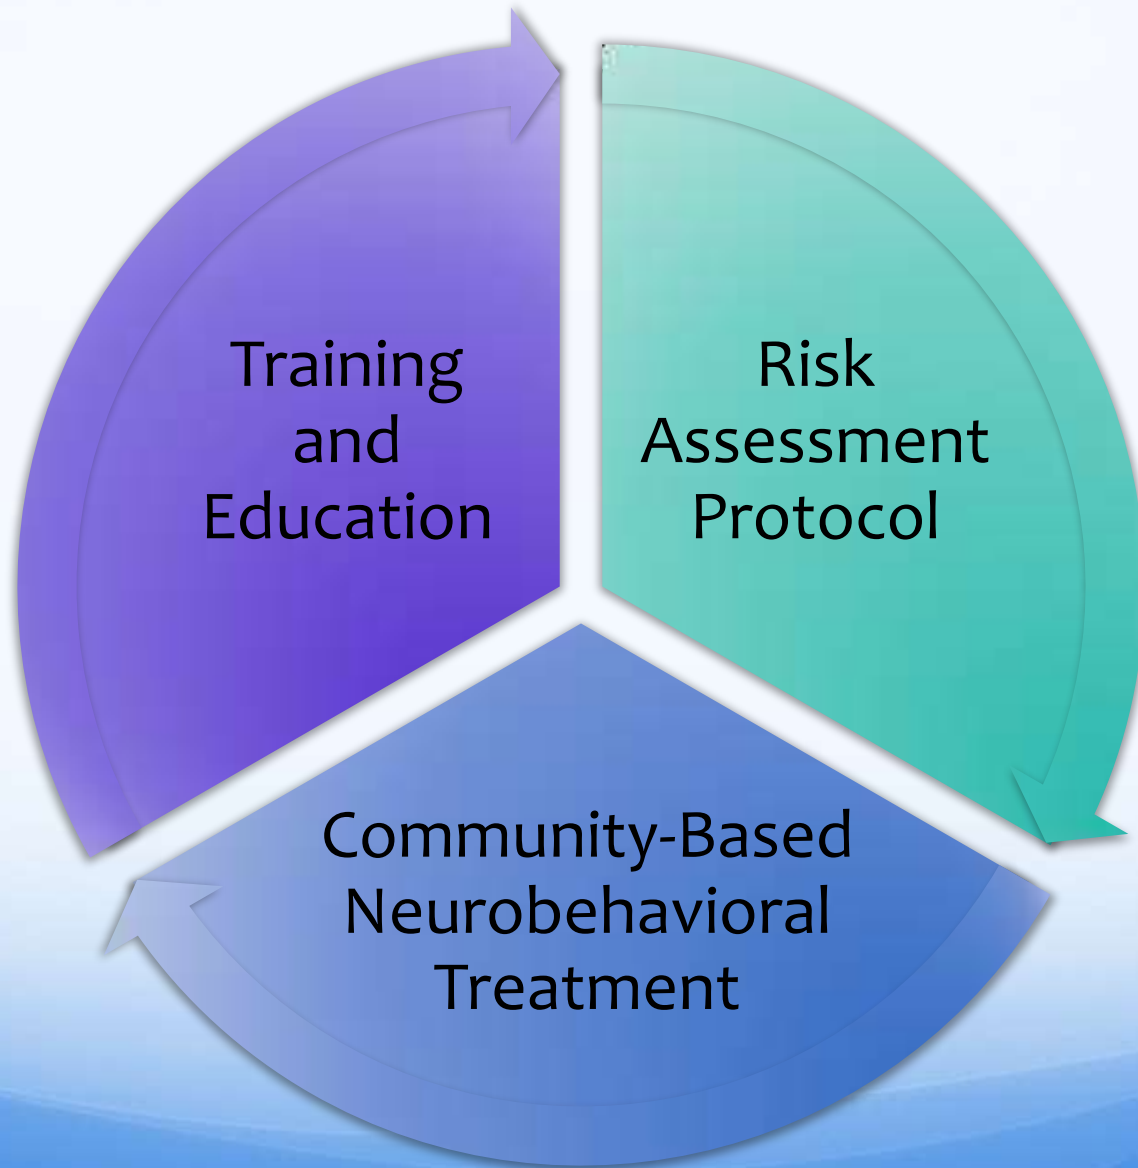 Training
and
Education
Risk
Assessment
Protocol
Community-Based
Neurobehavioral
Treatment